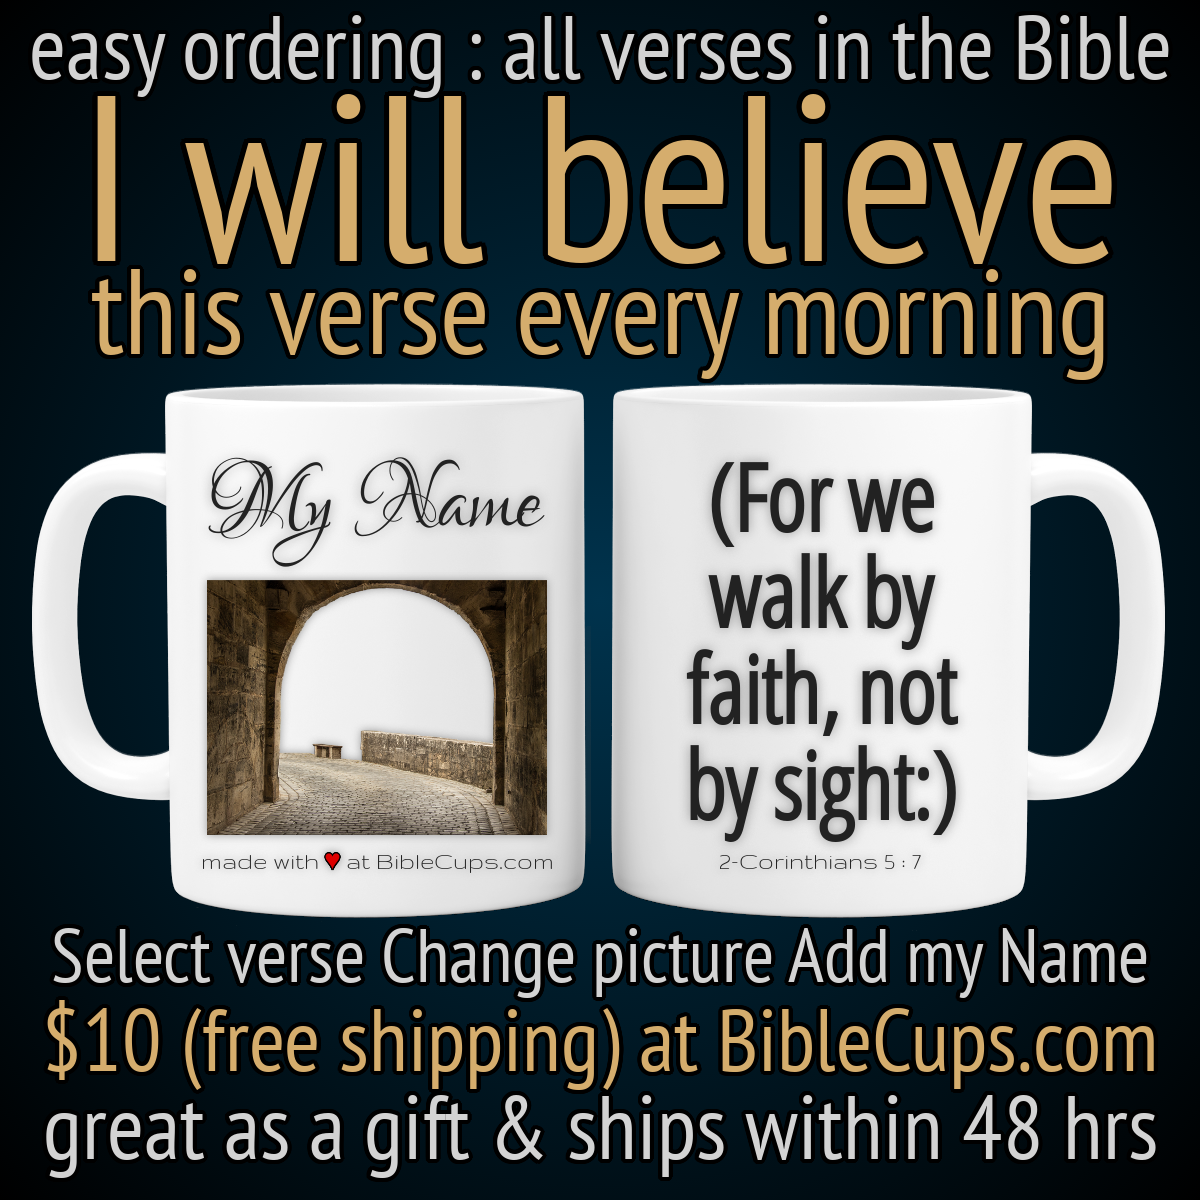 easy ordering : all verses in the Bible
I will believe
this verse every morning
My Name
made with ♥ at BibleCups.com
(For we
walk by
faith, not
by sight:)
2-Corinthians 5 : 7
Select verse Change picture Add my Name
$10 (free shipping) at BibleCups.com
great as a gift & ships within 48 hrs